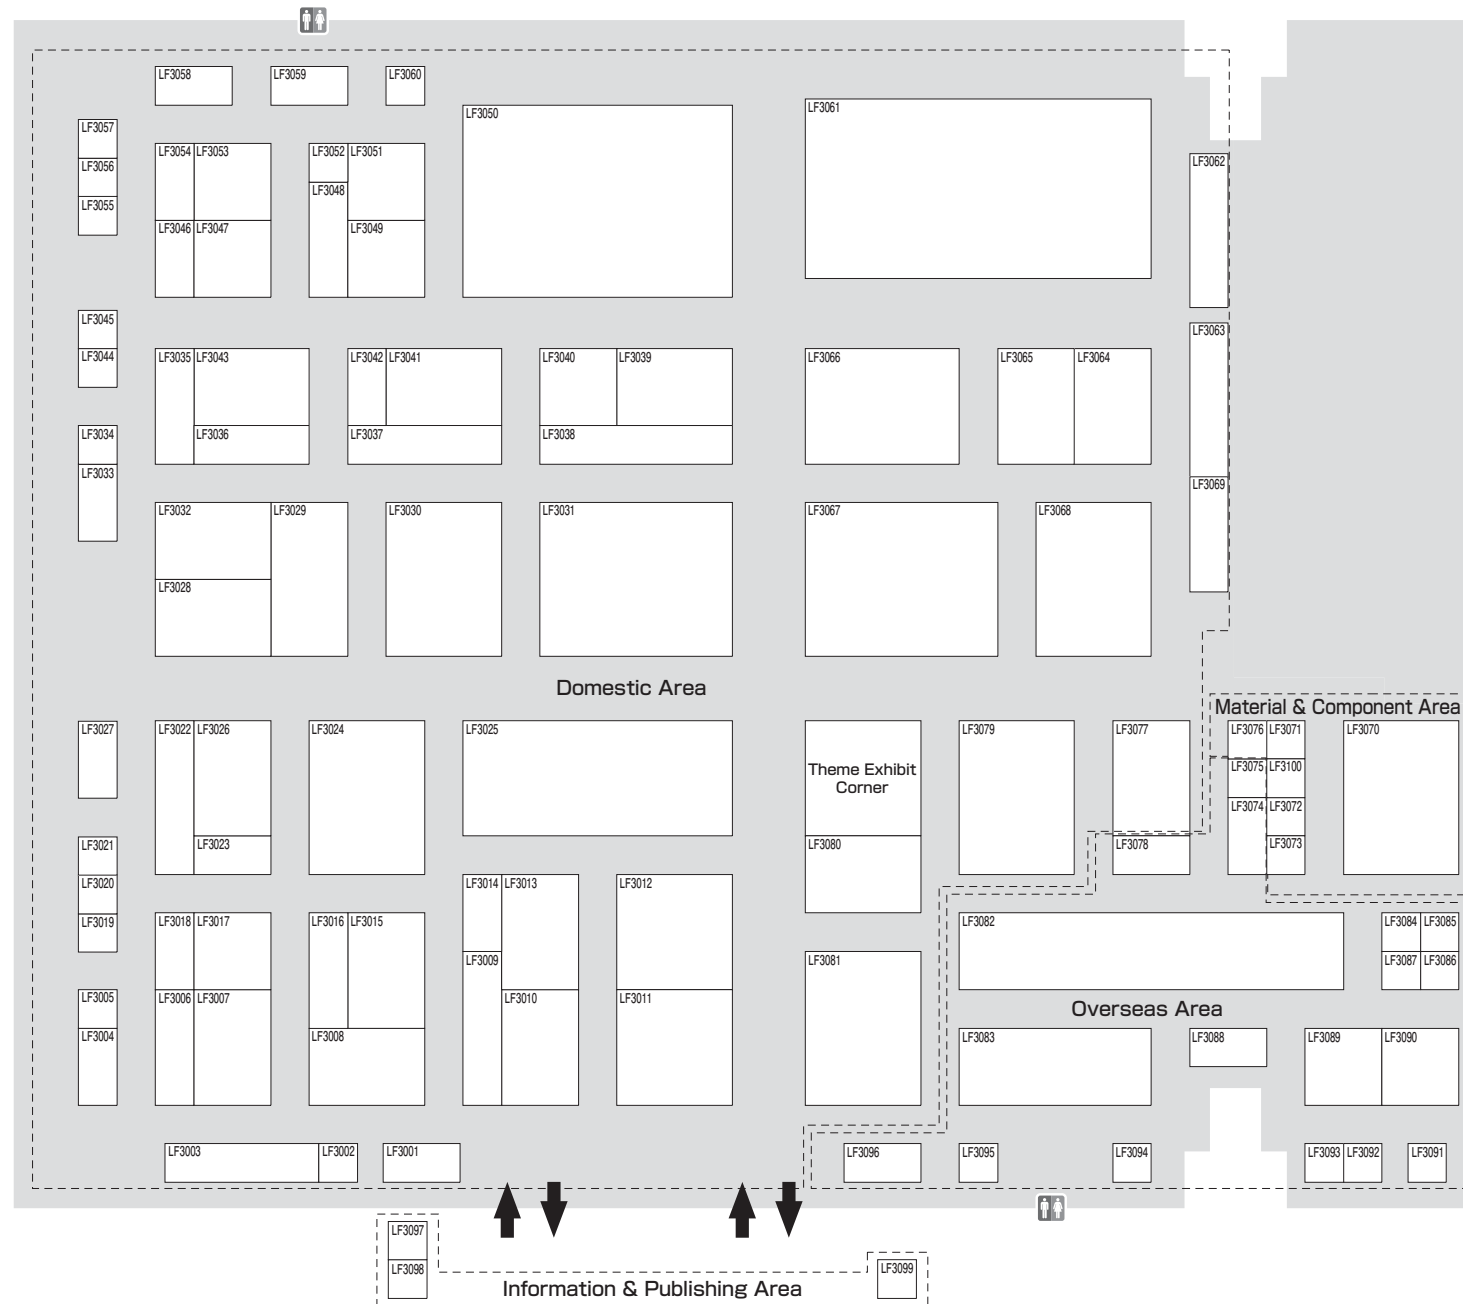 LF3058
LF3059
LF3060
LF3050
LF3061
LF3057
LF3056
LF3055
LF3054
LF3053
LF3052
LF3051
LF3048
LF3046
LF3047
LF3049
LF3062
LF3045
LF3044
LF3035
LF3043
LF3042
LF3041
LF3040
LF3039
LF3066
LF3065
LF3064
LF3063
LF3034
LF3033
LF3036
LF3037
LF3038
LF3069
LF3032
LF3029
LF3030
LF3031
LF3067
LF3068
LF3028
Domestic Area
Material & Component Area
LF3027
LF3022
LF3026
LF3024
LF3025
Theme Exhibit
Corner
LF3079
LF3077
LF3076
LF3071
LF3070
LF3075
LF3100
LF3074
LF3072
LF3073
LF3023
LF3080
LF3078
LF3021
LF3020
LF3019
LF3014
LF3013
LF3012
LF3018
LF3017
LF3016
LF3015
LF3082
LF3084
LF3085
LF3009
LF3081
LF3087
LF3086
LF3005
LF3004
LF3006
LF3007
LF3010
LF3011
Overseas Area
LF3008
LF3083
LF3088
LF3089
LF3090
LF3003
LF3002
LF3001
LF3096
LF3095
LF3094
LF3093
LF3092
LF3091
LF3097
LF3098
Information & Publishing Area
LF3099